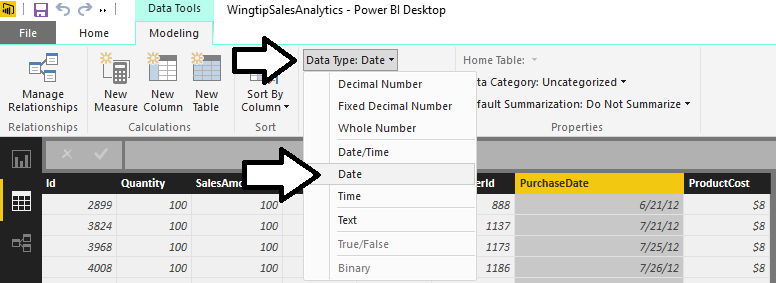 Data Tools
WingtipSalesAnalytics - Power BI Desktop
File
Home
Modeling
Manage
Relationships
Relationships
New
Measure
New
Column
New
Table
Calculations
Sort By
Column
Sort
Data Type: Date
Home Table:
ta Category: Uncategorized
fault Summarization: Do Not Summarize
Properties
Decimal Number
Fixed Decimal Number
Whole Number
Date/Time
Date
Time
Text
True/False
Binary
Id Quantity SalesAmo erId PurchaseDate ProductCost
2899 100 100 888 6/21/12 $8
3824 100 100 1137 7/21/12 $8
3968 100 100 1173 7/25/12 $8
4008 100 100 1186 7/26/12 $8